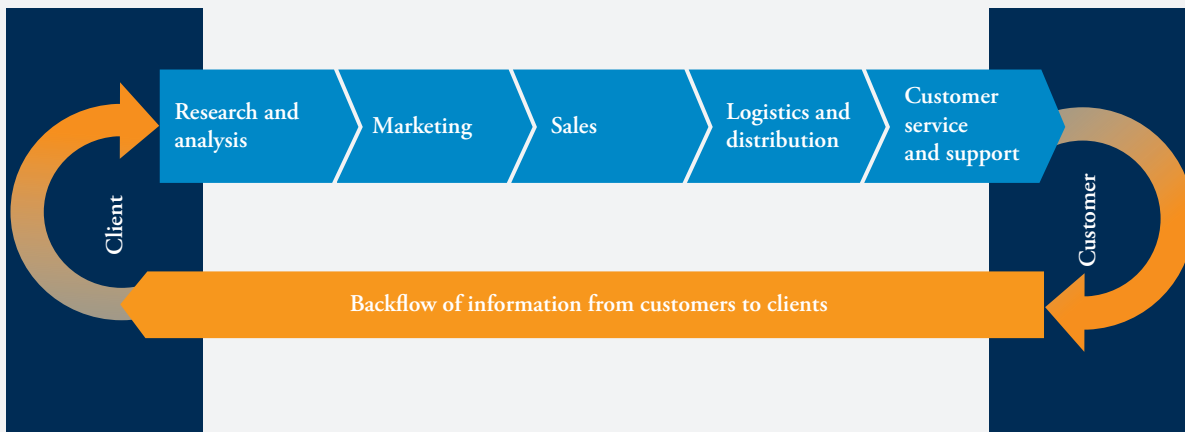 Research and
analysis
Marketing
Sales
Logistics and
distribution
Customer
service
and support
Client
Customer
Backflow of information from customers to clients